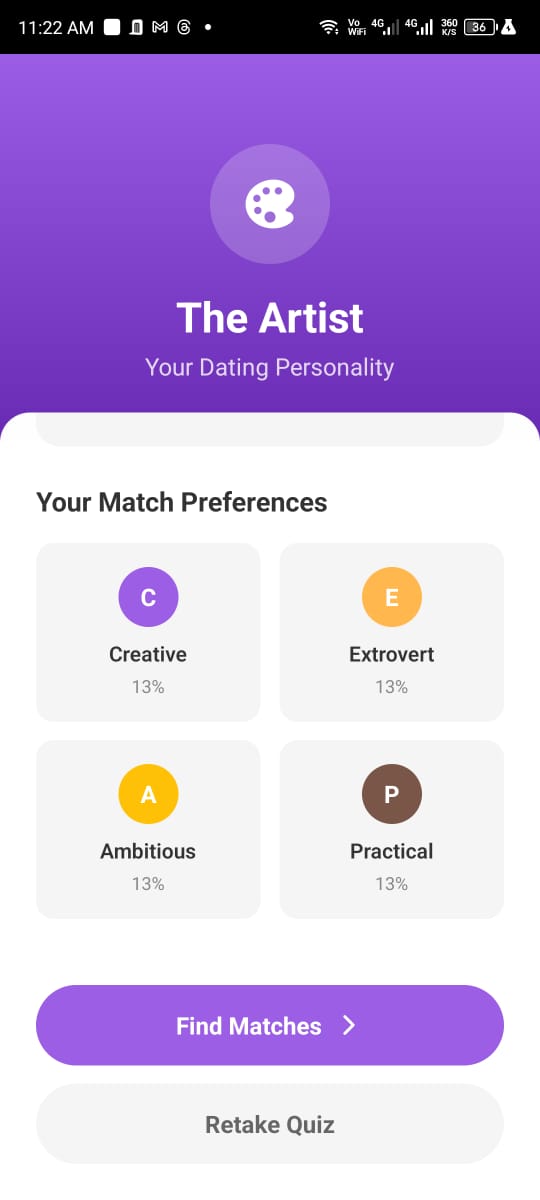 11:22 AM
Vo WiFi 4G 4G 360 K/S 36
The Artist
Your Dating Personality
Your Match Preferences
C
E
Creative
Extrovert
13%
13%
A
P
Ambitious
Practical
13%
13%
Find Matches
Retake Quiz